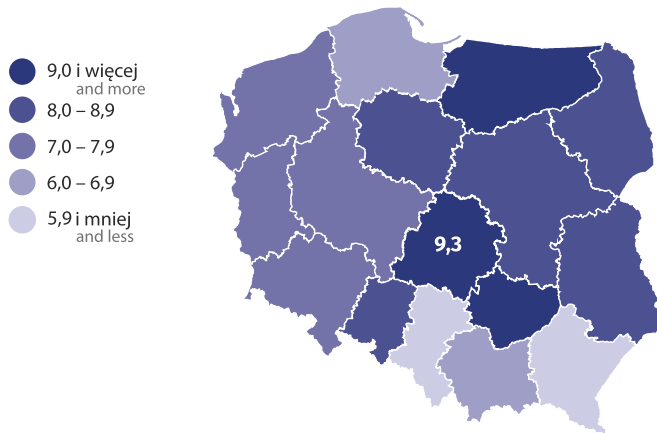 9,0 i więcej
and more
8,0 – 8,9
7,0 – 7,9
6,0 – 6,9
5,9 i mniej
and less
9,3